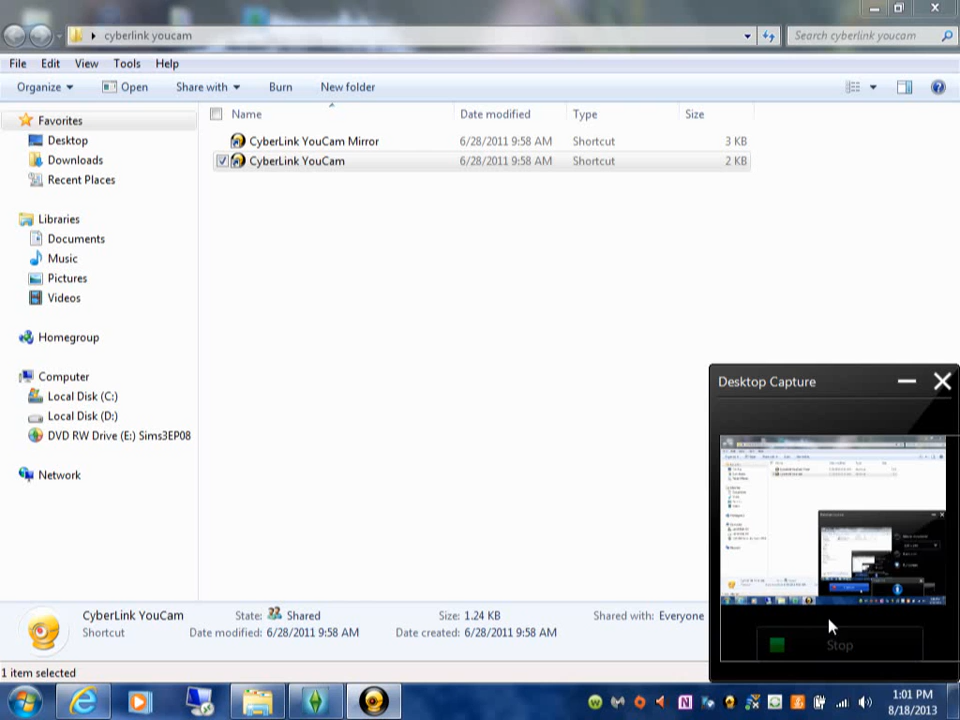 cyberlink youcam
Search cyberlink youcam
File Edit View Tools Help
Organize Open Share with Burn New folder
Name Date modified Type Size
Favorites
Desktop
Downloads
Recent Places
Libraries
Documents
Music
Pictures
Videos
Homegroup
Computer
Local Disk (C:)
Local Disk (D:)
DVD RW Drive (E:) Sims3EP08
Network
CyberLink YouCam Mirror 6/28/2011 9:58 AM Shortcut 3 KB
CyberLink YouCam 6/28/2011 9:58 AM Shortcut 2 KB
Desktop Capture
Stop
CyberLink YouCam State: Shared Size: 1.24 KB Shared with: Everyone
Shortcut Date modified: 6/28/2011 9:58 AM Date created: 6/28/2011 9:58 AM
1 item selected
1:01 PM
8/18/2013